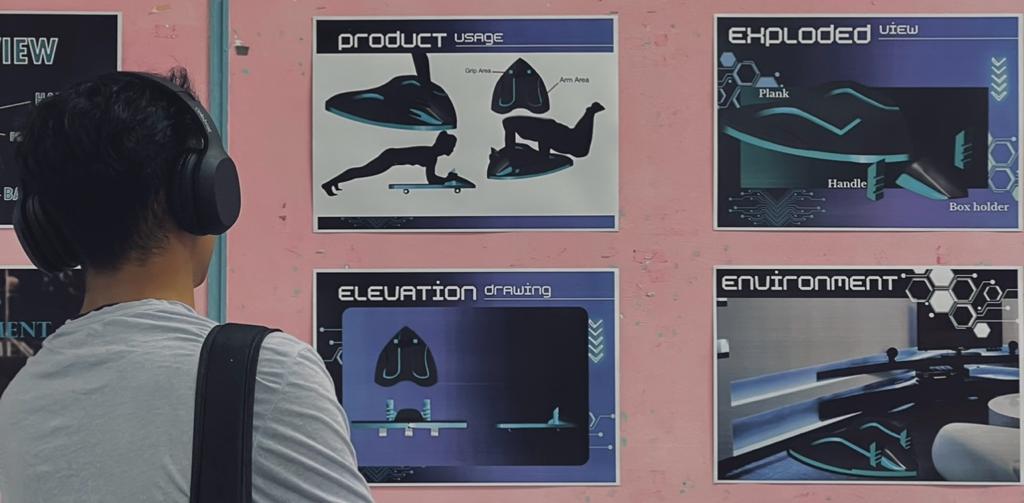 VIEW
PRODUCT USAGE
Grip Area
Arm Area
EXPLODED VIEW
Plank
Handle
Box holder
ELEVATION DRAWING
ENVIRONMENT